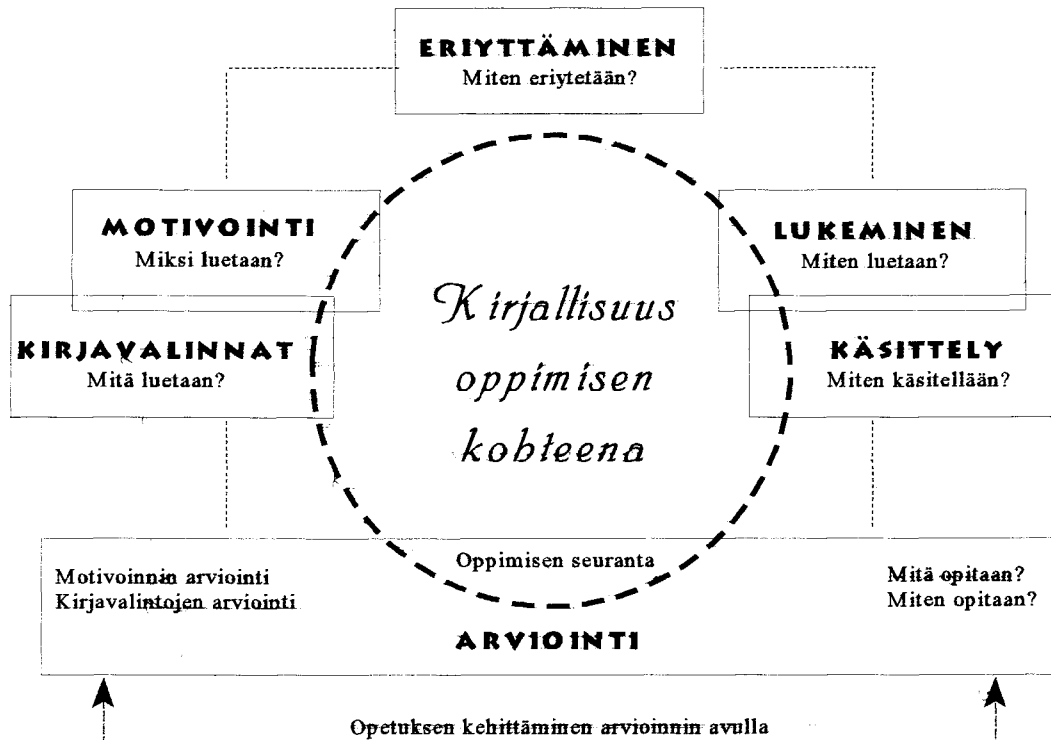 ERIYTTÄMINEN
Miten eriytetään?
MOTIVOINTI
Miksi luetaan?
LUKEMINEN
Miten luetaan?
KIRJAVALINNAT
Mitä luetaan?
KÄSITTELY
Miten käsitellään?
Kirjallisuus
oppimisen
kohteena
Oppimisen seuranta
Motivoinnin arviointi
Kirjavalintojen arviointi
Mitä opitaan?
Miten opitaan?
ARVIOINTI
Opetuksen kehittäminen arvioinnin avulla